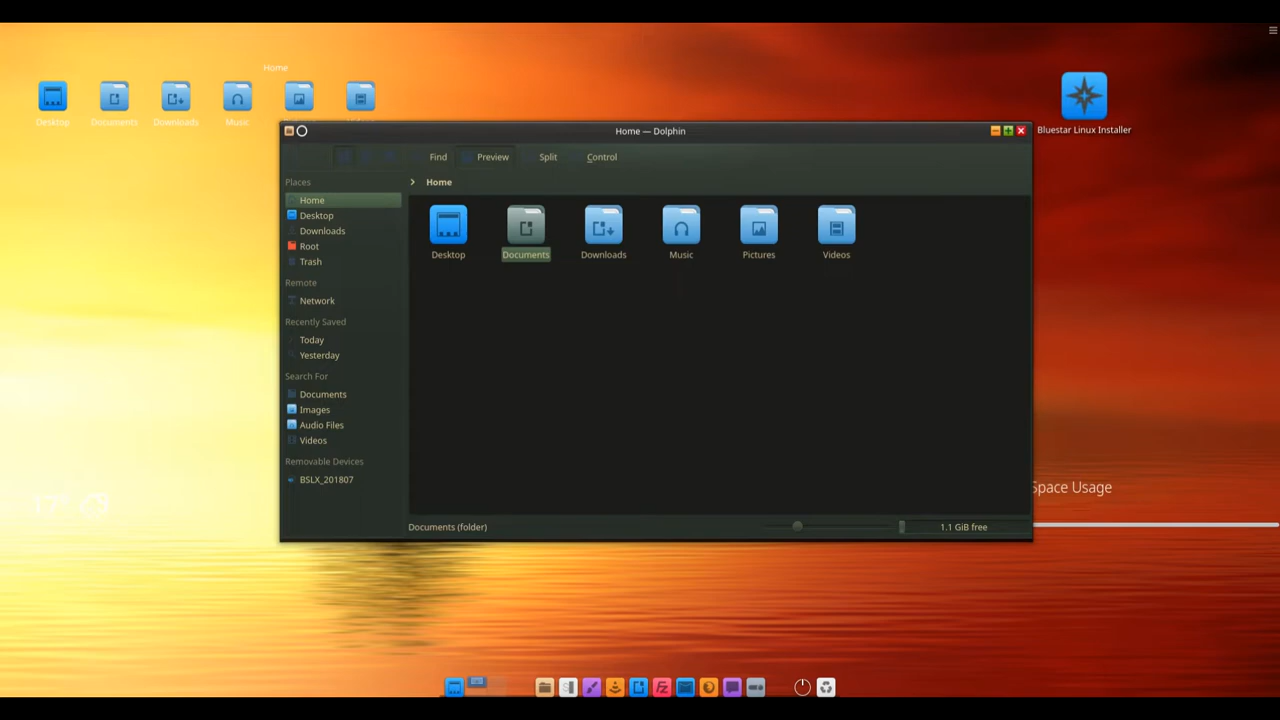 Home
Desktop
Documents
Downloads
Music
Bluestar Linux Installer
Home — Dolphin
Find
Preview
Split
Control
Places
Home
Desktop
Downloads
Root
Trash
Remote
Network
Recently Saved
Today
Yesterday
Search For
Documents
Images
Audio Files
Videos
Removable Devices
BSLX_201807
Home
Desktop
Documents
Downloads
Music
Pictures
Videos
Documents (folder)
1.1 GiB free
Space Usage
17°